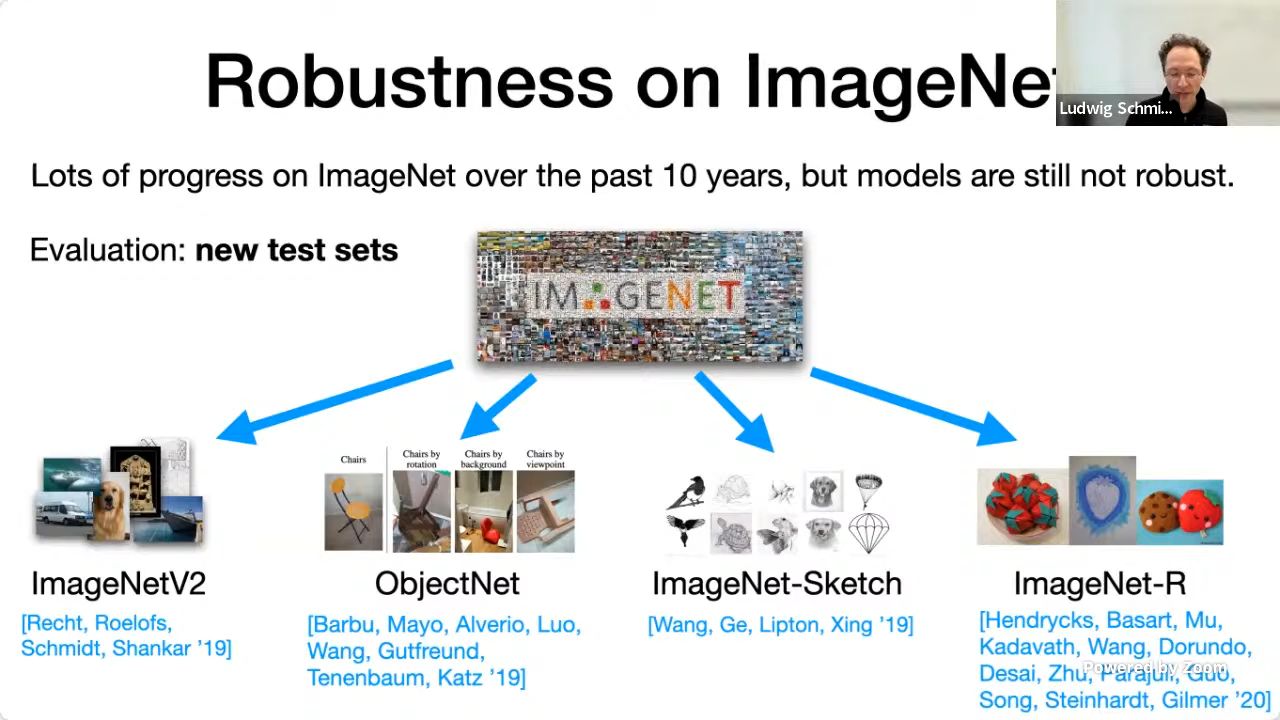 Robustness on ImageNet
Ludwig Schmi...
Lots of progress on ImageNet over the past 10 years, but models are still not robust.
Evaluation: new test sets
IM GENET
Chairs
Chairs by
rotation
Chairs by
background
Chairs by
viewpoint
ImageNetV2
[Recht, Roelofs,
Schmidt, Shankar ’19]
ObjectNet
[Barbu, Mayo, Alverio, Luo,
Wang, Gutfreund,
Tenenbaum, Katz ’19]
ImageNet-Sketch
[Wang, Ge, Lipton, Xing ’19]
ImageNet-R
[Hendrycks, Basart, Mu,
Kadavath, Wang, Dorundo,
Desai, Zhu, Parajuli, Guo,
Song, Steinhardt, Gilmer ’20]
Powered by Zoom